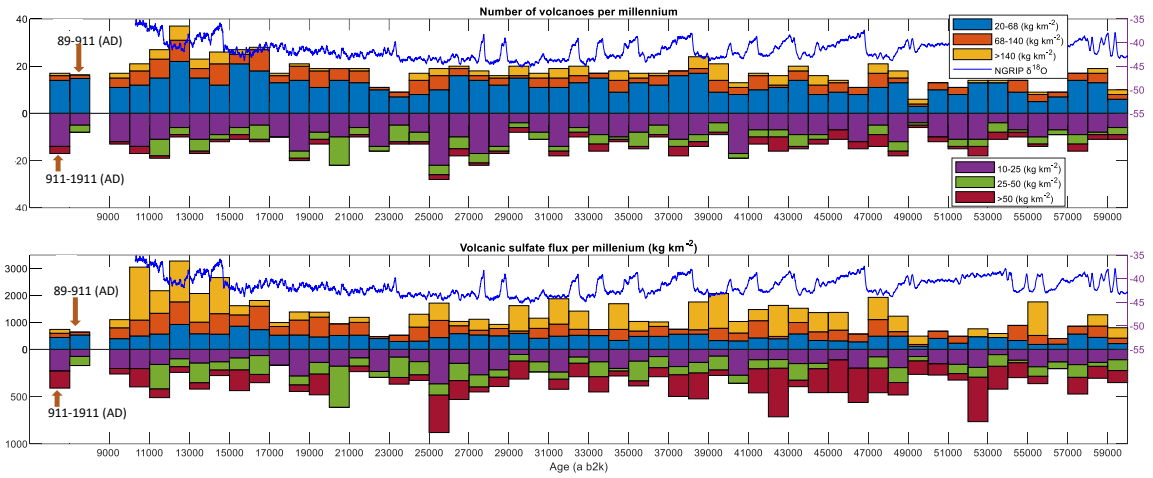 Number of volcanoes per millennium
40
20
0
20
40
-35
-40
-45
-50
-55
89-911 (AD)
911-1911 (AD)
20-68 (kg km-2)
68-140 (kg km-2)
>140 (kg km-2)
NGRIP δ18O
10-25 (kg km-2)
25-50 (kg km-2)
>50 (kg km-2)
9000 11000 13000 15000 17000 19000 21000 23000 25000 27000 29000 31000 33000 35000 37000 39000 41000 43000 45000 47000 49000 51000 53000 55000 57000 59000
Volcanic sulfate flux per millenium (kg km-2)
3000
2000
1000
0
500
1000
-35
-40
-45
-50
-55
89-911 (AD)
911-1911 (AD)
9000 11000 13000 15000 17000 19000 21000 23000 25000 27000 29000 31000 33000 35000 37000 39000 41000 43000 45000 47000 49000 51000 53000 55000 57000 59000
Age (a b2k)